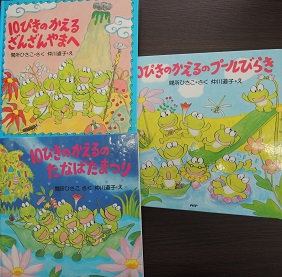 10ぴきのかえる
ざんざんやまへ
間所ひさこ・さく 仲川道子・え
10ぴきのかえるのプールびらき
間所ひさこ・さく 仲川道子・え
PHP
10ぴきのかえるの
たなばたまつり
間所ひさこ さく 仲川道子・え